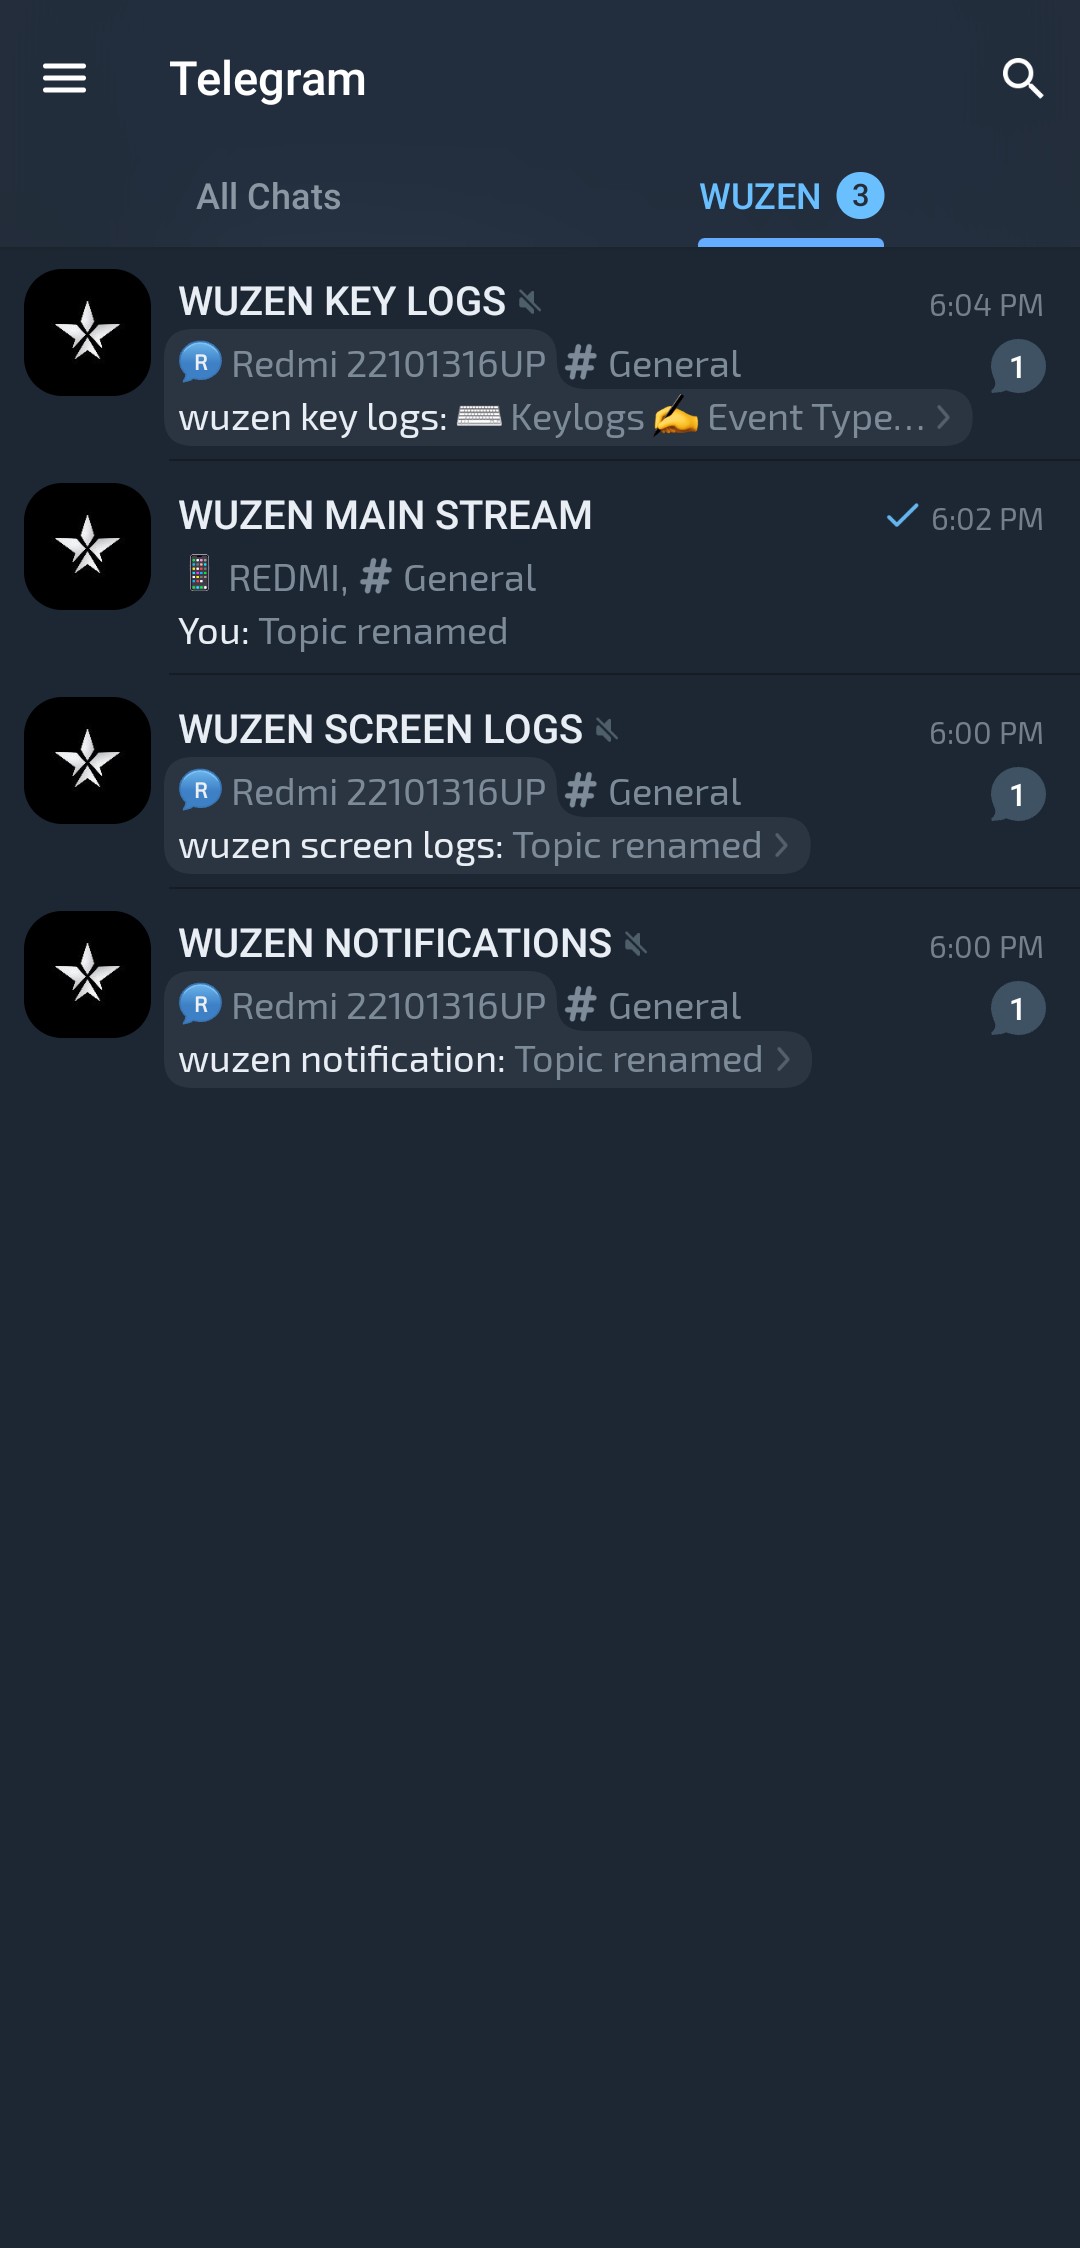 Telegram
All Chats
WUZEN 3
WUZEN KEY LOGS 6:04 PM
R Redmi 22101316UP # General 1
wuzen key logs: ⌨️ Keylogs ✍️ Event Type...
WUZEN MAIN STREAM 6:02 PM
📱 REDMI, # General
You: Topic renamed
WUZEN SCREEN LOGS 6:00 PM
R Redmi 22101316UP # General 1
wuzen screen logs: Topic renamed
WUZEN NOTIFICATIONS 6:00 PM
R Redmi 22101316UP # General 1
wuzen notification: Topic renamed